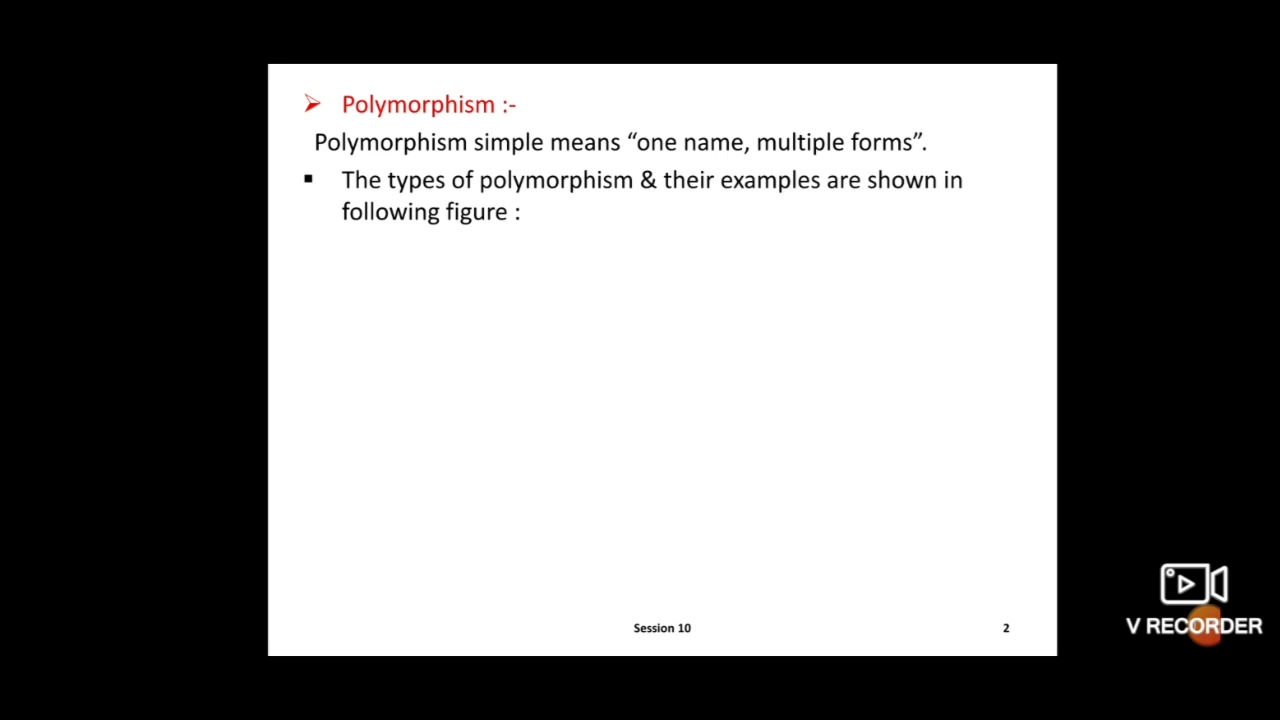 Polymorphism :-
Polymorphism simple means “one name, multiple forms”.
The types of polymorphism & their examples are shown in
following figure :
Session 10
2
V RECORDER